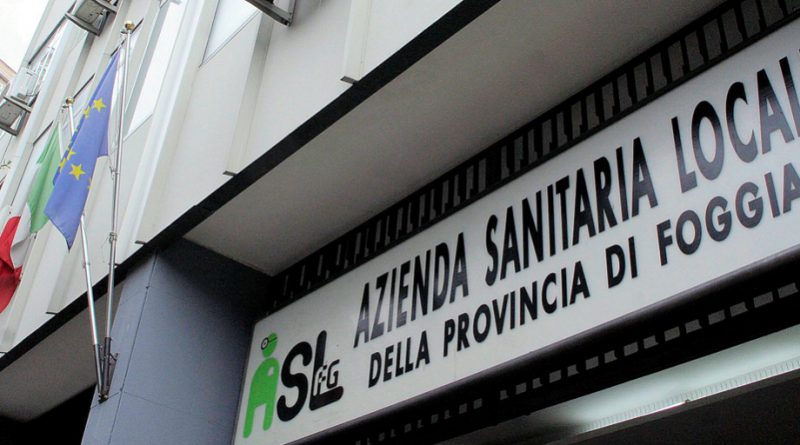 AZIENDA SANITARIA LOCALE
DELLA PROVINCIA DI FOGGIA
ASL FG